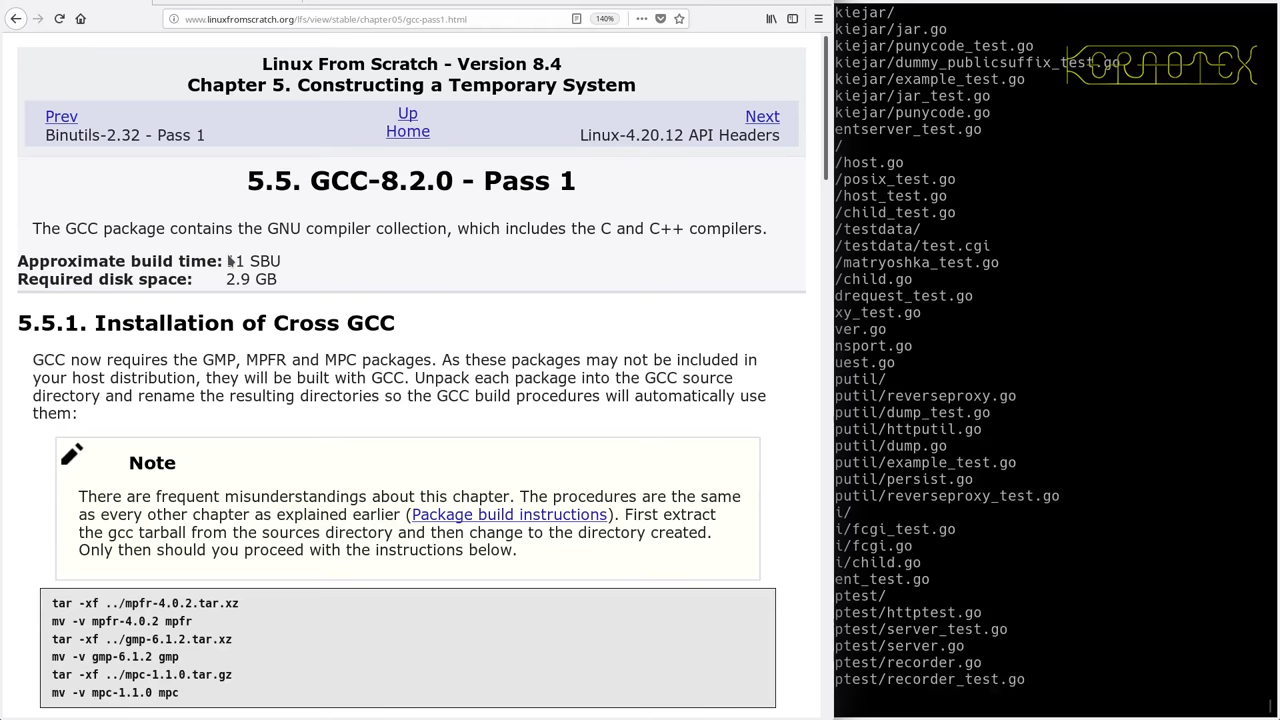 www.linuxfromscratch.org/lfs/view/stable/chapter05/gcc-pass1.html
140%
Linux From Scratch - Version 8.4
Chapter 5. Constructing a Temporary System
Prev
Binutils-2.32 - Pass 1
Up
Home
Next
Linux-4.20.12 API Headers
5.5. GCC-8.2.0 - Pass 1
The GCC package contains the GNU compiler collection, which includes the C and C++ compilers.
Approximate build time: 11 SBU
Required disk space: 2.9 GB
5.5.1. Installation of Cross GCC
GCC now requires the GMP, MPFR and MPC packages. As these packages may not be included in
your host distribution, they will be built with GCC. Unpack each package into the GCC source
directory and rename the resulting directories so the GCC build procedures will automatically use
them:
Note
There are frequent misunderstandings about this chapter. The procedures are the same
as every other chapter as explained earlier (Package build instructions). First extract
the gcc tarball from the sources directory and then change to the directory created.
Only then should you proceed with the instructions below.
tar -xf ../mpfr-4.0.2.tar.xz
mv -v mpfr-4.0.2 mpfr
tar -xf ../gmp-6.1.2.tar.xz
mv -v gmp-6.1.2 gmp
tar -xf ../mpc-1.1.0.tar.gz
mv -v mpc-1.1.0 mpc
kiejar/
kiejar/jar.go
kiejar/punycode_test.go
kiejar/dummy_publicsuffix_test.go
kiejar/example_test.go
kiejar/jar_test.go
kiejar/punycode.go
entserver_test.go
/
/host.go
/posix_test.go
/host_test.go
/child_test.go
/testdata/
/testdata/test.cgi
/matryoshka_test.go
/child.go
drequest_test.go
xy_test.go
ver.go
nsport.go
uest.go
putil/
putil/reverseproxy.go
putil/dump_test.go
putil/httputil.go
putil/dump.go
putil/example_test.go
putil/persist.go
putil/reverseproxy_test.go
i/
i/fcgi_test.go
i/fcgi.go
i/child.go
ent_test.go
ptest/
ptest/httptest.go
ptest/server_test.go
ptest/server.go
ptest/recorder.go
ptest/recorder_test.go